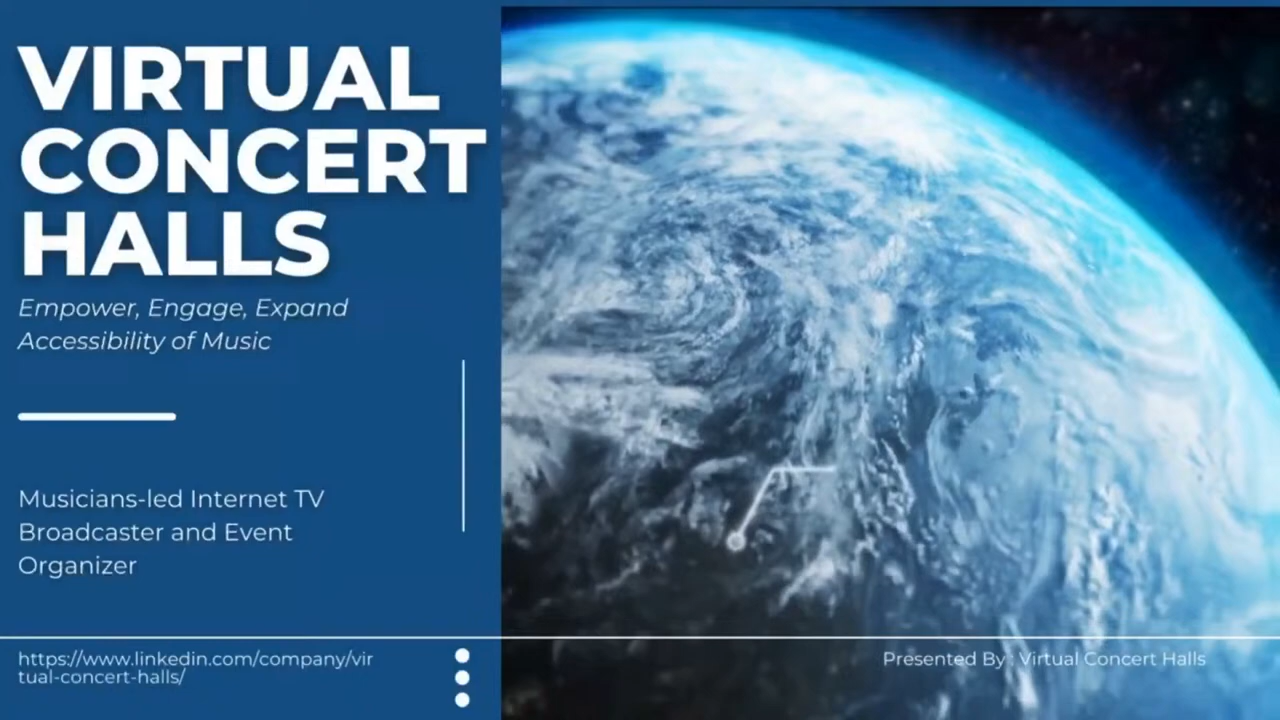 VIRTUAL
CONCERT
HALLS
Empower, Engage, Expand
Accessibility of Music
Musicians-led Internet TV
Broadcaster and Event
Organizer
https://www.linkedin.com/company/vir
tual-concert-halls/
Presented By : Virtual Concert Halls